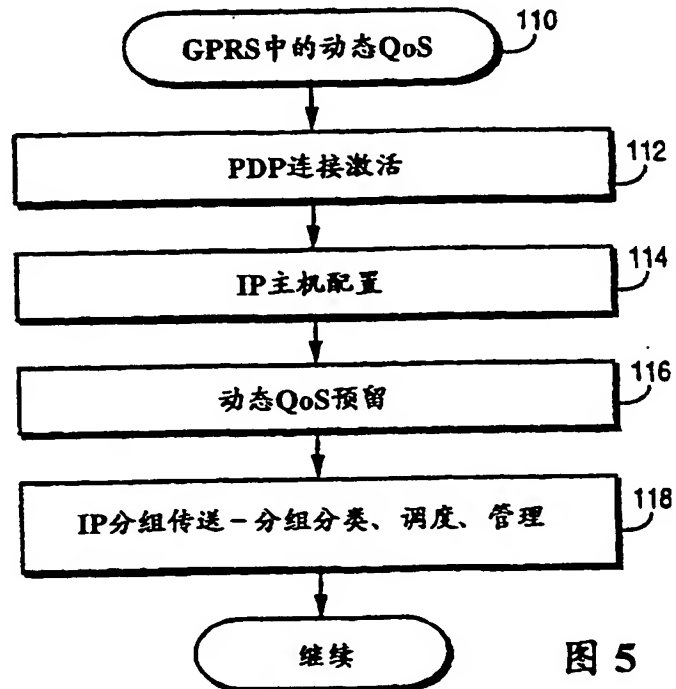 GPRS中的动态QoS
110
PDP连接激活
112
IP主机配置
114
动态QoS预留
116
IP分组传送-分组分类、调度、管理
118
继续
图 5